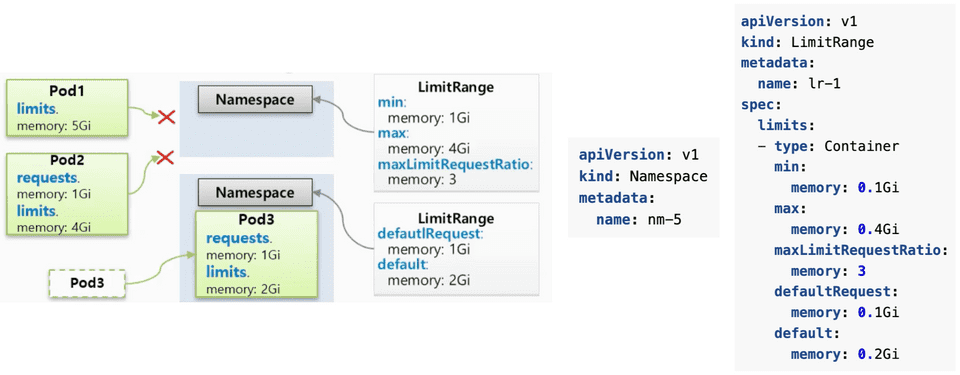 Pod1
limits.
memory: 5Gi
Pod2
requests.
memory: 1Gi
limits.
memory: 4Gi
Pod3
Namespace
Namespace
Pod3
requests.
memory: 1Gi
limits.
memory: 2Gi
LimitRange
min:
memory: 1Gi
max:
memory: 4Gi
maxLimitRequestRatio:
memory: 3
LimitRange
defautlRequest:
memory: 1Gi
default:
memory: 2Gi
apiVersion: v1
kind: Namespace
metadata:
name: nm-5
apiVersion: v1
kind: LimitRange
metadata:
name: lr-1
spec:
limits:
- type: Container
min:
memory: 0.1Gi
max:
memory: 0.4Gi
maxLimitRequestRatio:
memory: 3
defaultRequest:
memory: 0.1Gi
default:
memory: 0.2Gi